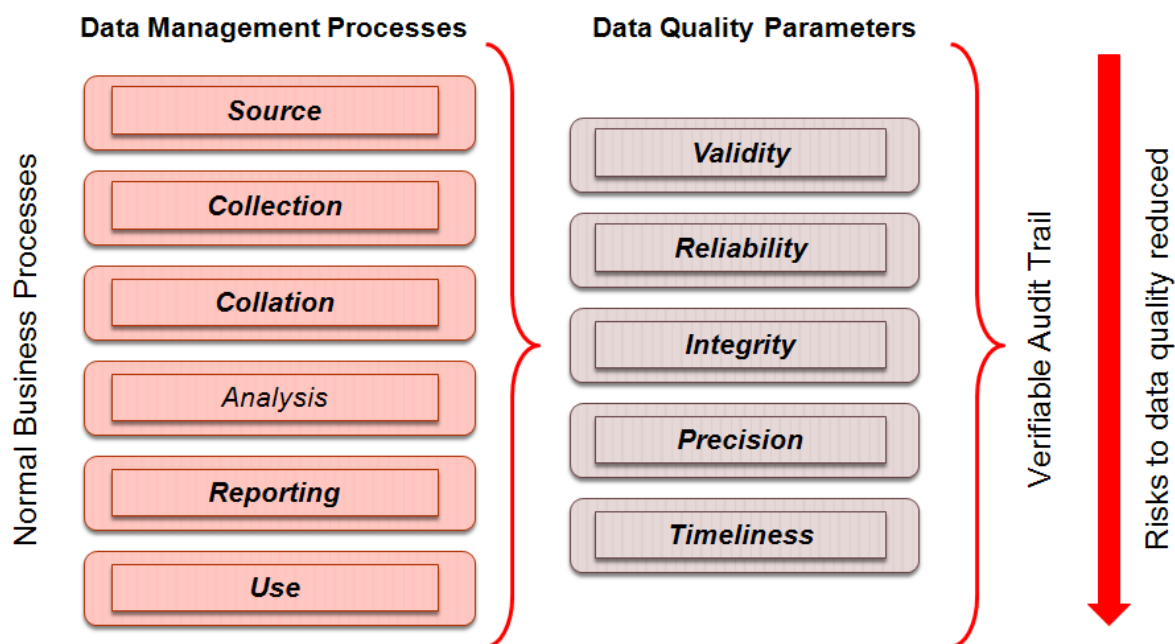 Data Management Processes
Data Quality Parameters
Normal Business Processes
Source
Collection
Collation
Analysis
Reporting
Use
Validity
Reliability
Integrity
Precision
Timeliness
Verifiable Audit Trail
Risks to data quality reduced